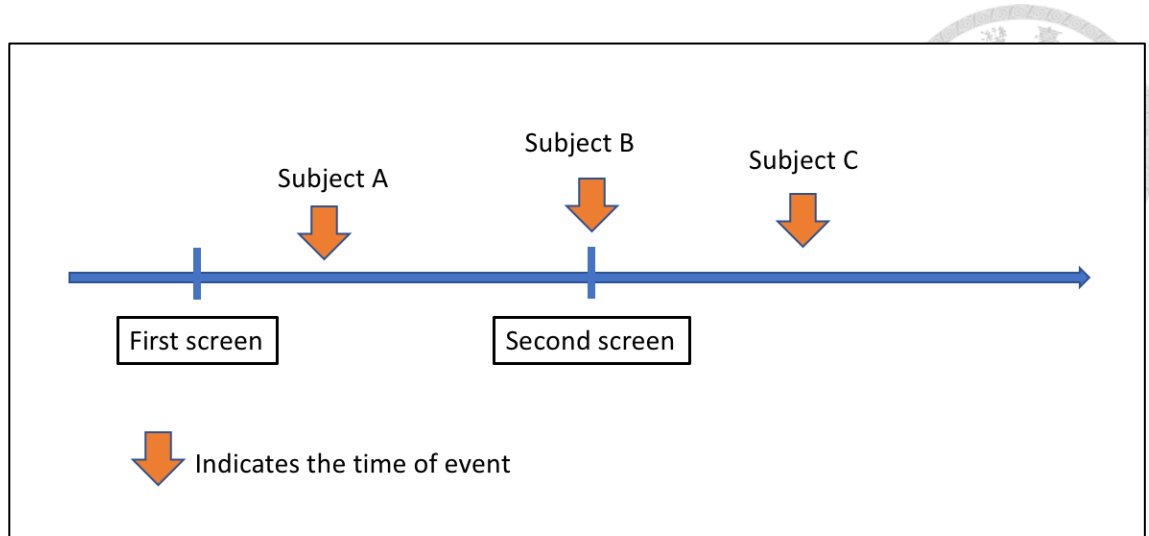 Subject B
Subject C
Subject A
First screen
Second screen
Indicates the time of event